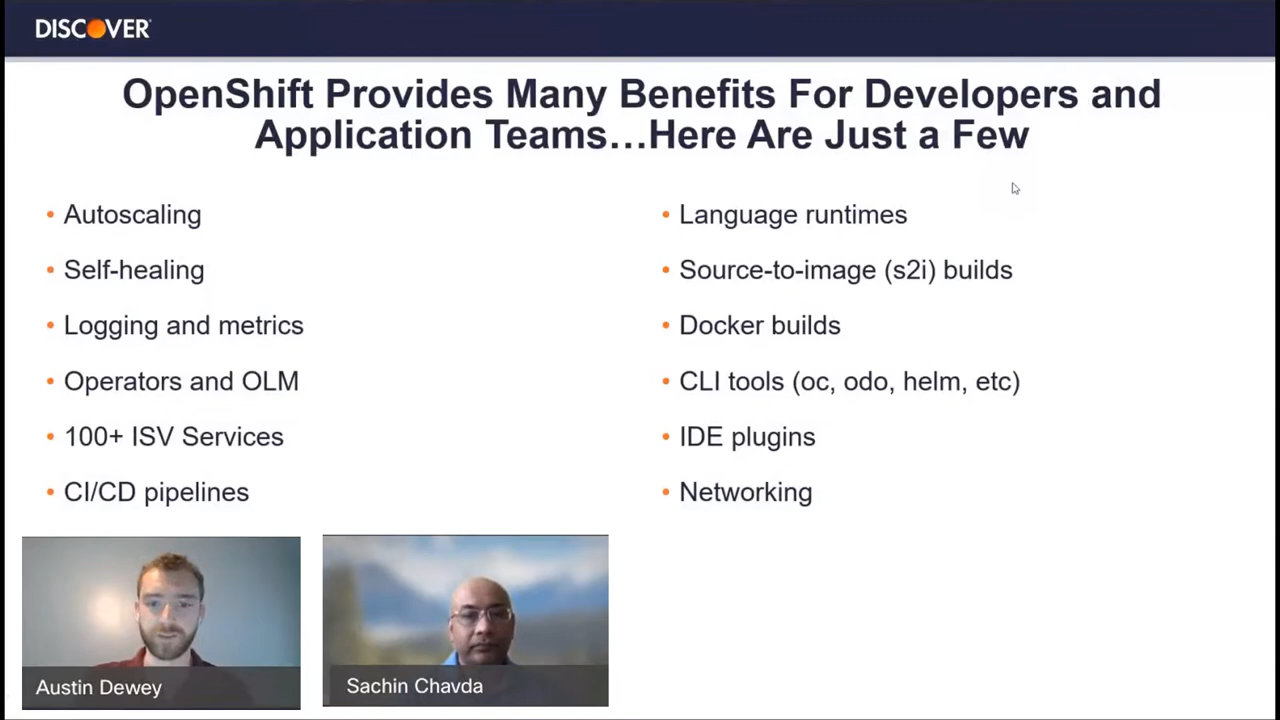 DISCOVER
OpenShift Provides Many Benefits For Developers and
Application Teams…Here Are Just a Few
• Autoscaling
• Self-healing
• Logging and metrics
• Operators and OLM
• 100+ ISV Services
• CI/CD pipelines
• Language runtimes
• Source-to-image (s2i) builds
• Docker builds
• CLI tools (oc, odo, helm, etc)
• IDE plugins
• Networking
Austin Dewey
Sachin Chavda